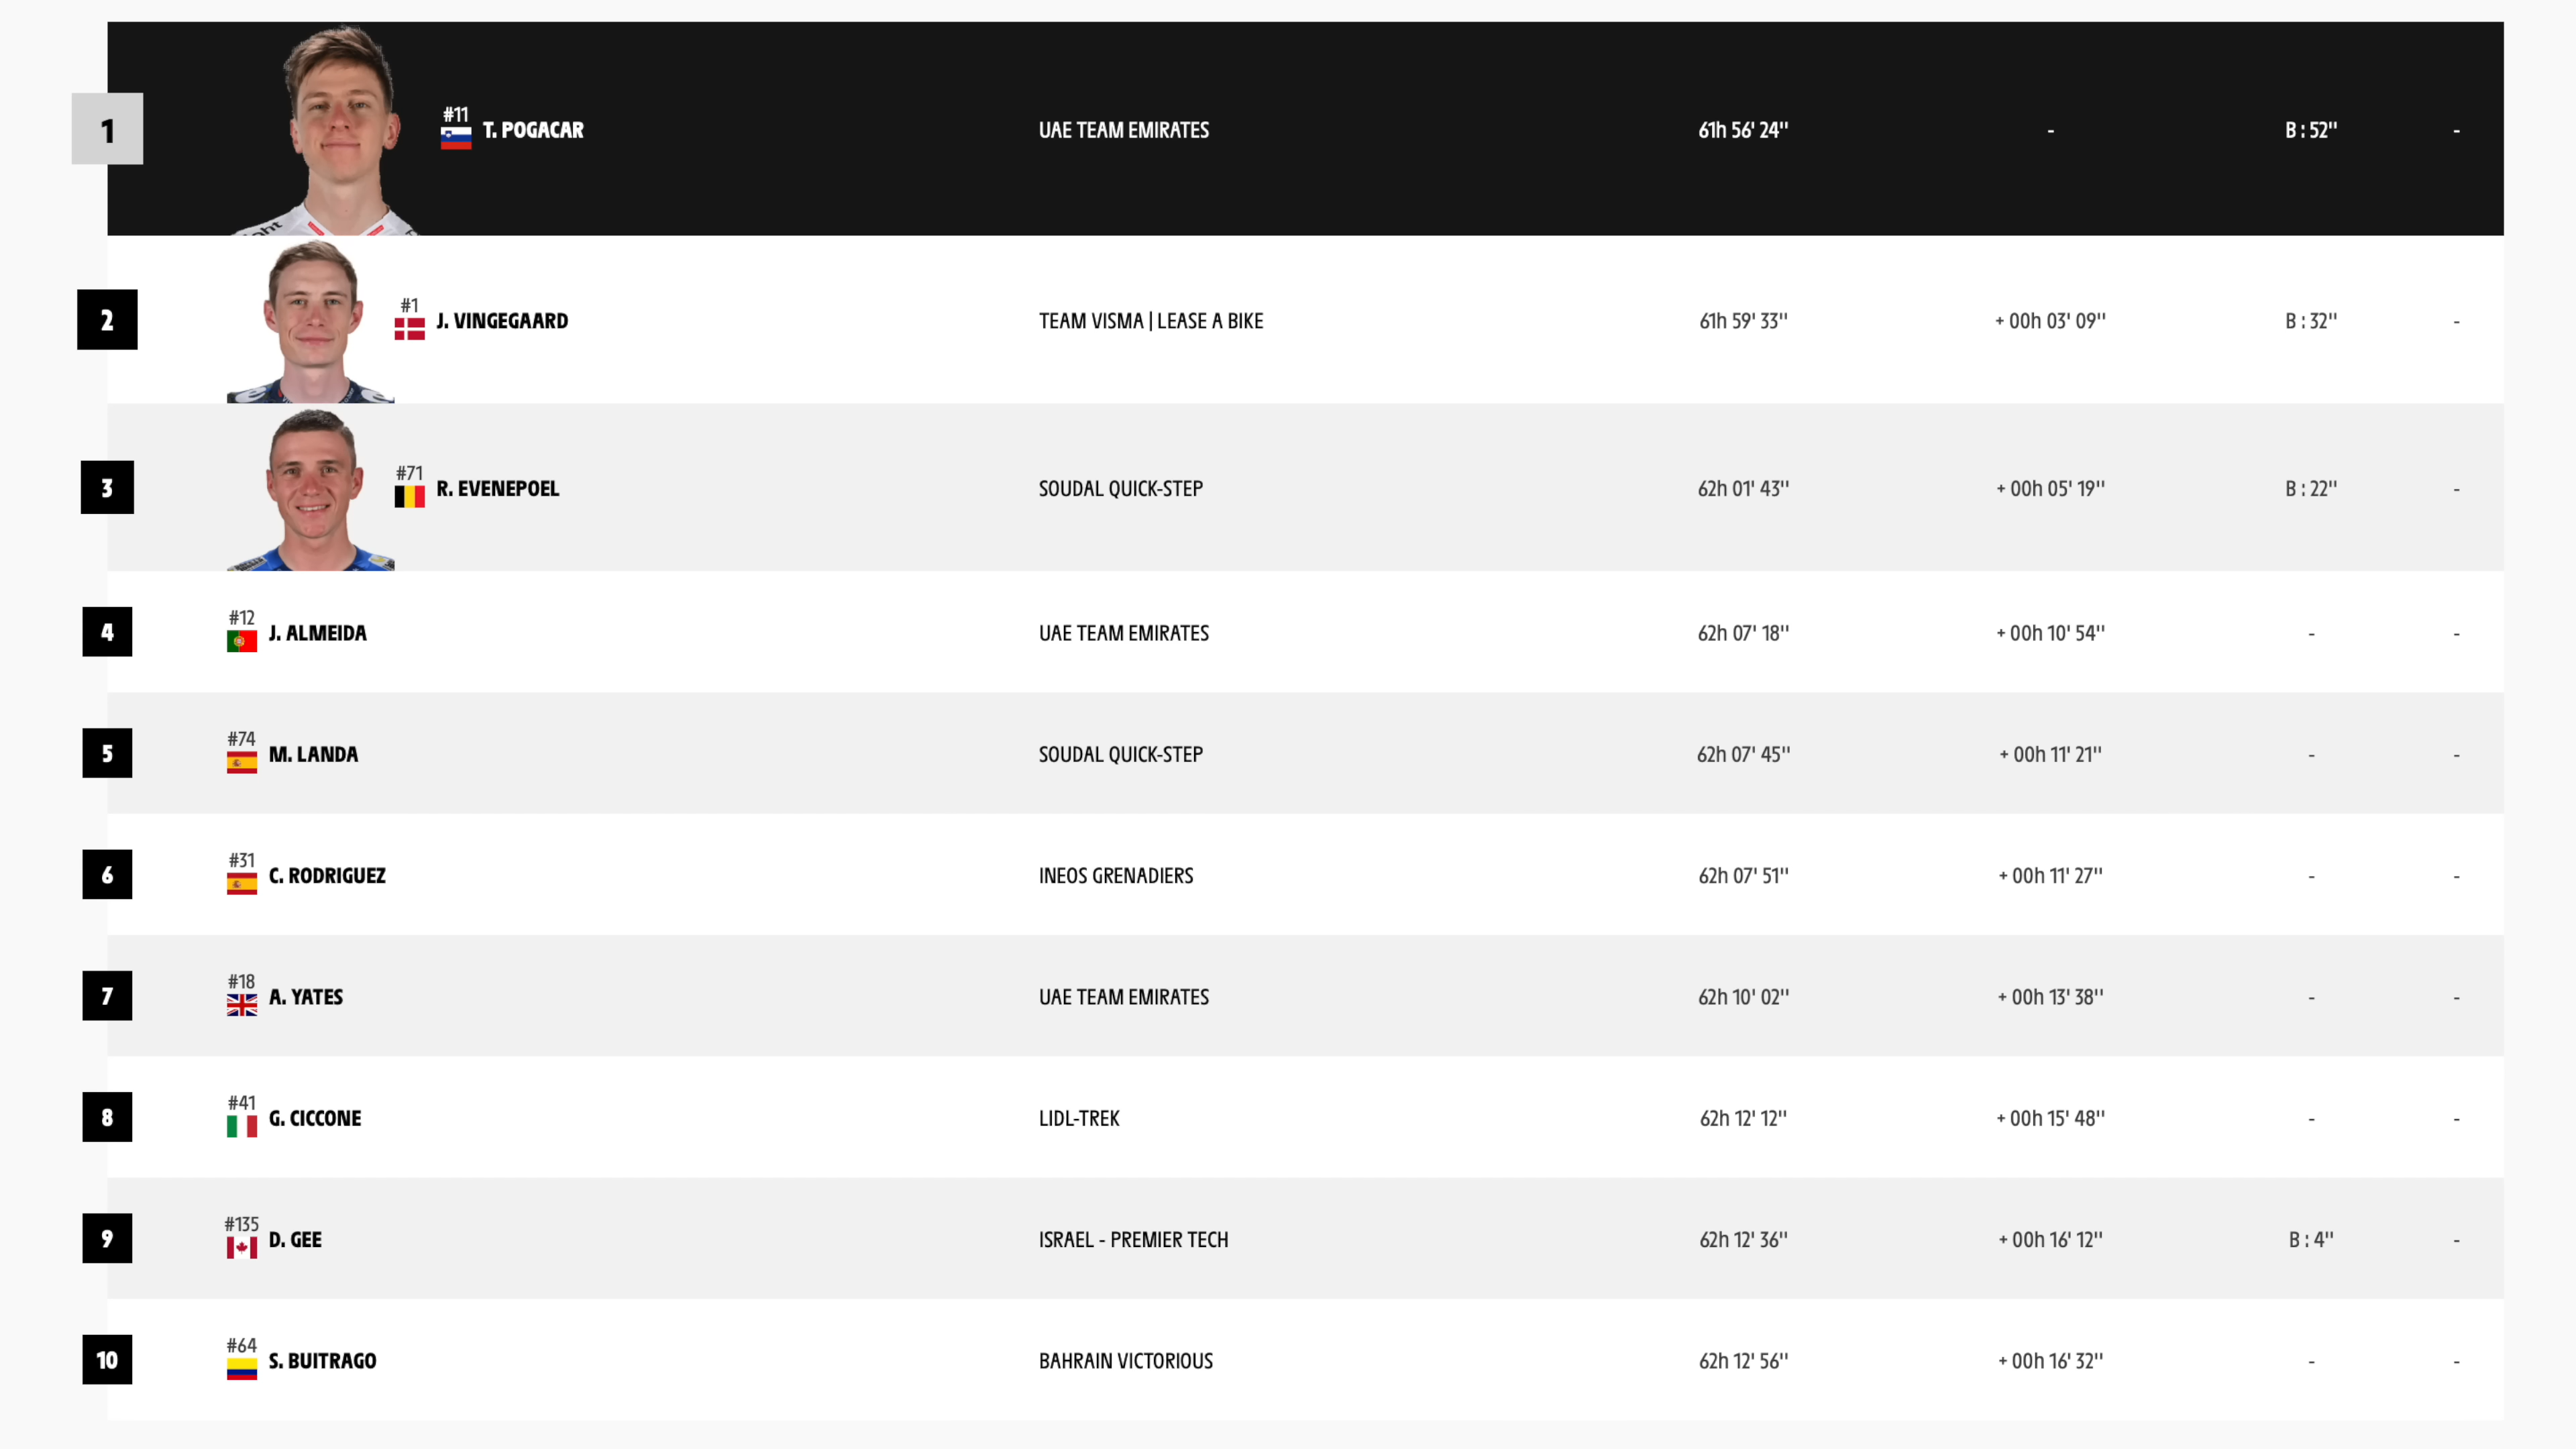 1 #11 T. POGACAR UAE TEAM EMIRATES 61h 56' 24'' - B : 52'' -
2 #1 J. VINGEGAARD TEAM VISMA | LEASE A BIKE 61h 59' 33'' + 00h 03' 09'' B : 32'' -
3 #71 R. EVENEPOEL SOUDAL QUICK-STEP 62h 01' 43'' + 00h 05' 19'' B : 22'' -
4 #12 J. ALMEIDA UAE TEAM EMIRATES 62h 07' 18'' + 00h 10' 54'' - -
5 #74 M. LANDA SOUDAL QUICK-STEP 62h 07' 45'' + 00h 11' 21'' - -
6 #31 C. RODRIGUEZ INEOS GRENADIERS 62h 07' 51'' + 00h 11' 27'' - -
7 #18 A. YATES UAE TEAM EMIRATES 62h 10' 02'' + 00h 13' 38'' - -
8 #41 G. CICCONE LIDL-TREK 62h 12' 12'' + 00h 15' 48'' - -
9 #135 D. GEE ISRAEL - PREMIER TECH 62h 12' 36'' + 00h 16' 12'' B : 4'' -
10 #64 S. BUITRAGO BAHRAIN VICTORIOUS 62h 12' 56'' + 00h 16' 32'' - -